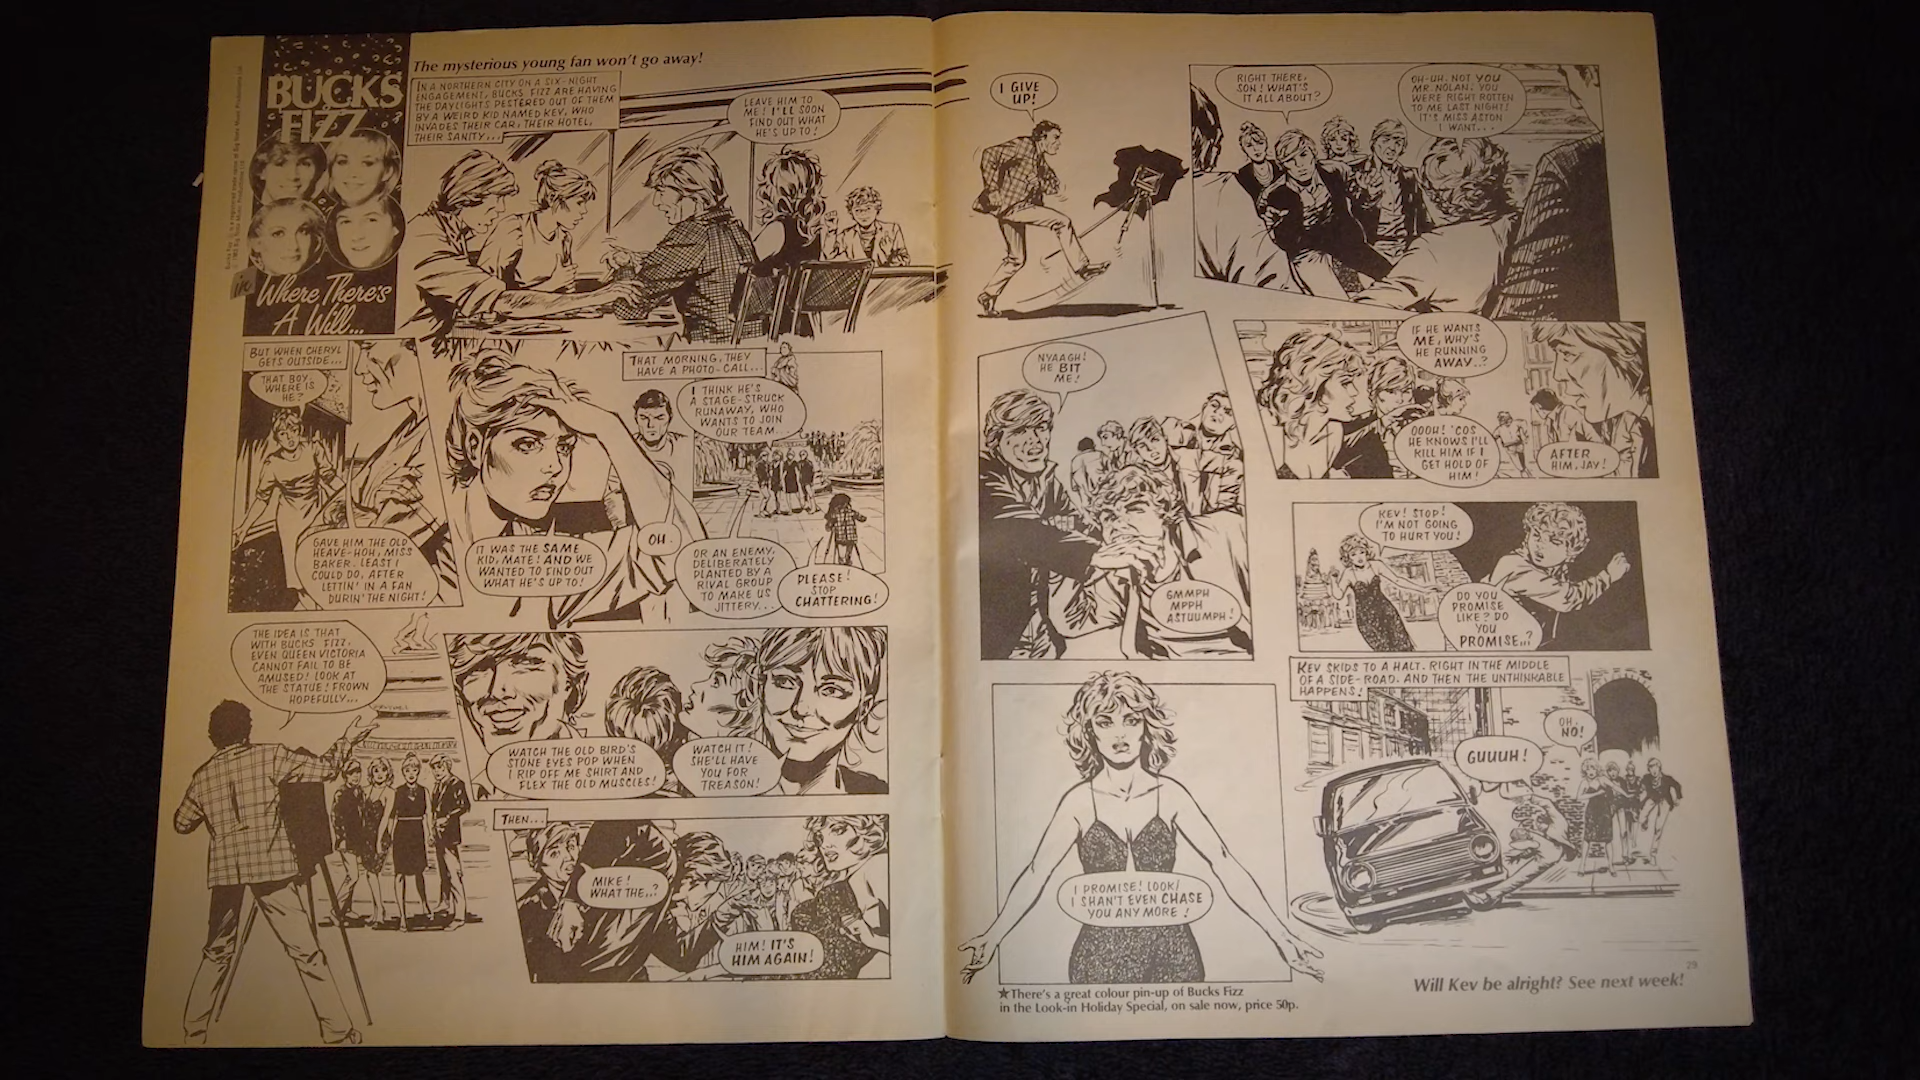 BUCKS
FIZZ
in
Where There's
A Will...
The mysterious young fan won't go away!
IN A NORTHERN CITY ON A SIX-NIGHT
ENGAGEMENT, BUCKS FIZZ ARE HAVING
THE DAYLIGHTS PESTERED OUT OF THEM
BY A WEIRD KID NAMED KEV, WHO
INVADES THEIR CAR, THEIR HOTEL,
THEIR SANITY...
LEAVE HIM TO
ME! I'LL SOON
FIND OUT WHAT
HE'S UP TO!
BUT WHEN CHERYL
GETS OUTSIDE...
THAT BOY.
WHERE IS
HE?
GAVE HIM THE OLD
HEAVE-HOH, MISS
BAKER. LEAST I
COULD DO, AFTER
LETTIN' IN A FAN
DURIN' THE NIGHT!
IT WAS THE SAME
KID, MATE! AND WE
WANTED TO FIND OUT
WHAT HE'S UP TO!
OH.
THAT MORNING, THEY
HAVE A PHOTO-CALL...
I THINK HE'S
A STAGE-STRUCK
RUNAWAY, WHO
WANTS TO JOIN
OUR TEAM...
OR AN ENEMY,
DELIBERATELY
PLANTED BY A
RIVAL GROUP
TO MAKE US
JITTERY...
PLEASE!
STOP
CHATTERING!
THE IDEA IS THAT
WITH BUCKS FIZZ,
EVEN QUEEN VICTORIA
CANNOT FAIL TO BE
AMUSED! LOOK AT
THE STATUE! FROWN
HOPEFULLY...
WATCH THE OLD BIRD'S
STONE EYES POP WHEN
I RIP OFF ME SHIRT AND
FLEX THE OLD MUSCLES!
WATCH IT!
SHE'LL HAVE
YOU FOR
TREASON!
THEN...
MIKE!
WHAT THE..?
HIM! IT'S
HIM AGAIN!
I GIVE
UP!
RIGHT THERE,
SON! WHAT'S
IT ALL ABOUT?
OH-UH. NOT YOU
MR. NOLAN. YOU
WERE RIGHT ROTTEN
TO ME LAST NIGHT!
IT'S MISS ASTON
I WANT...
NYAAGH!
HE BIT
ME!
GMMPH
MPPH
ASTUUMPH!
IF HE WANTS
ME, WHY'S
HE RUNNING
AWAY..?
OOOH! 'COS
HE KNOWS I'LL
KILL HIM IF I
GET HOLD OF
HIM!
AFTER
HIM, JAY!
KEV! STOP!
I'M NOT GOING
TO HURT YOU!
DO YOU
PROMISE
LIKE? DO
YOU
PROMISE..?
I PROMISE! LOOK!
I SHAN'T EVEN CHASE
YOU ANY MORE!
KEV SKIDS TO A HALT. RIGHT IN THE MIDDLE
OF A SIDE-ROAD. AND THEN THE UNTHINKABLE
HAPPENS!
GUUUH!
OH,
NO!
★There's a great colour pin-up of Bucks Fizz
in the Look-in Holiday Special, on sale now, price 50p.
29
Will Kev be alright? See next week!